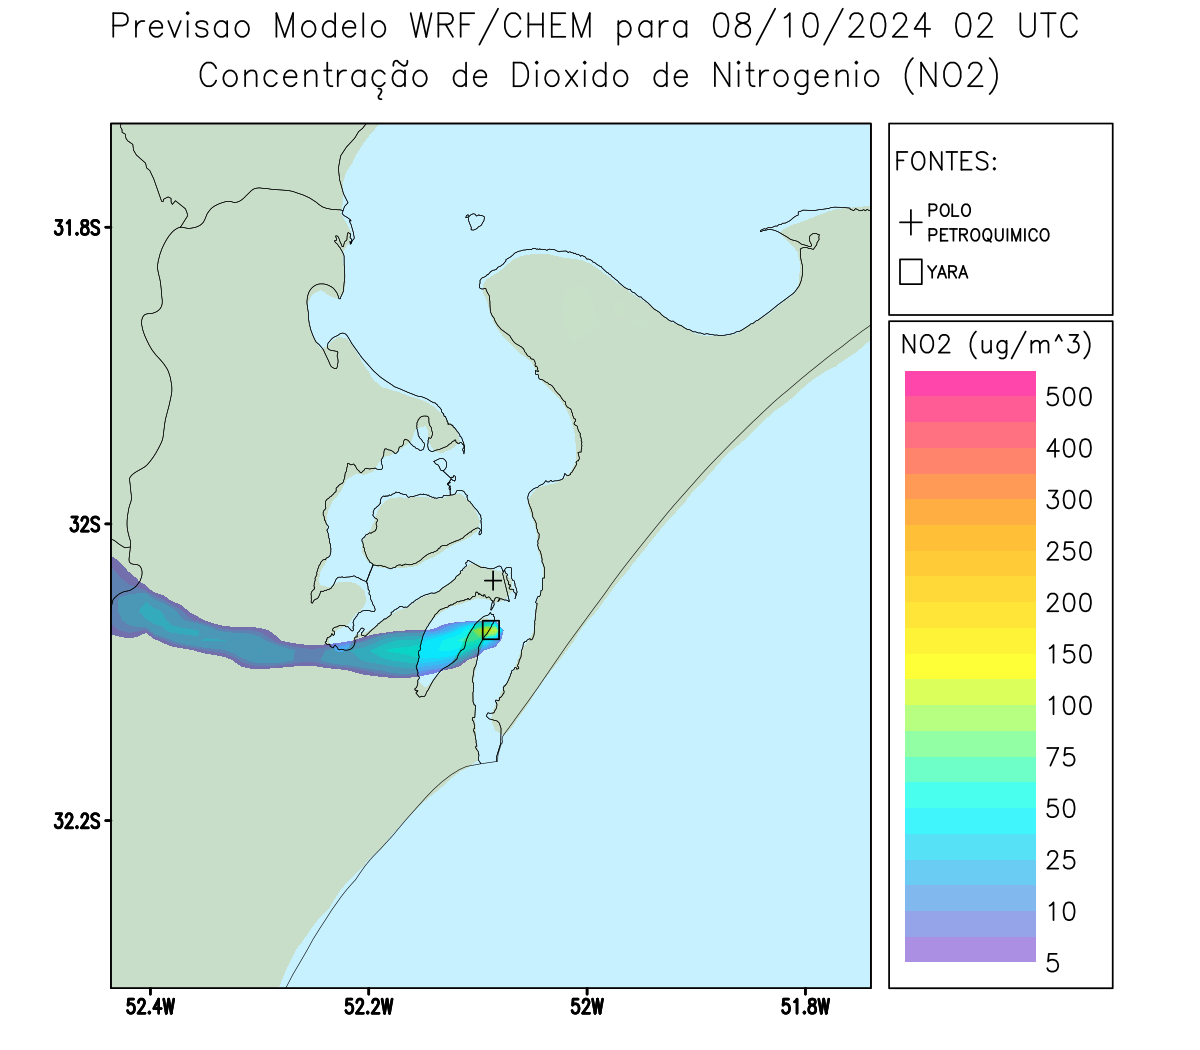 Previsao Modelo WRF/CHEM para 08/10/2024 02 UTC
Concentração de Dioxido de Nitrogenio (NO2)
FONTES:
POLO
PETROQUIMICO
YARA
NO2 (ug/m^3)
500
400
300
250
200
150
100
75
50
25
10
5
31.8S
32S
32.2S
52.4W
52.2W
52W
51.8W